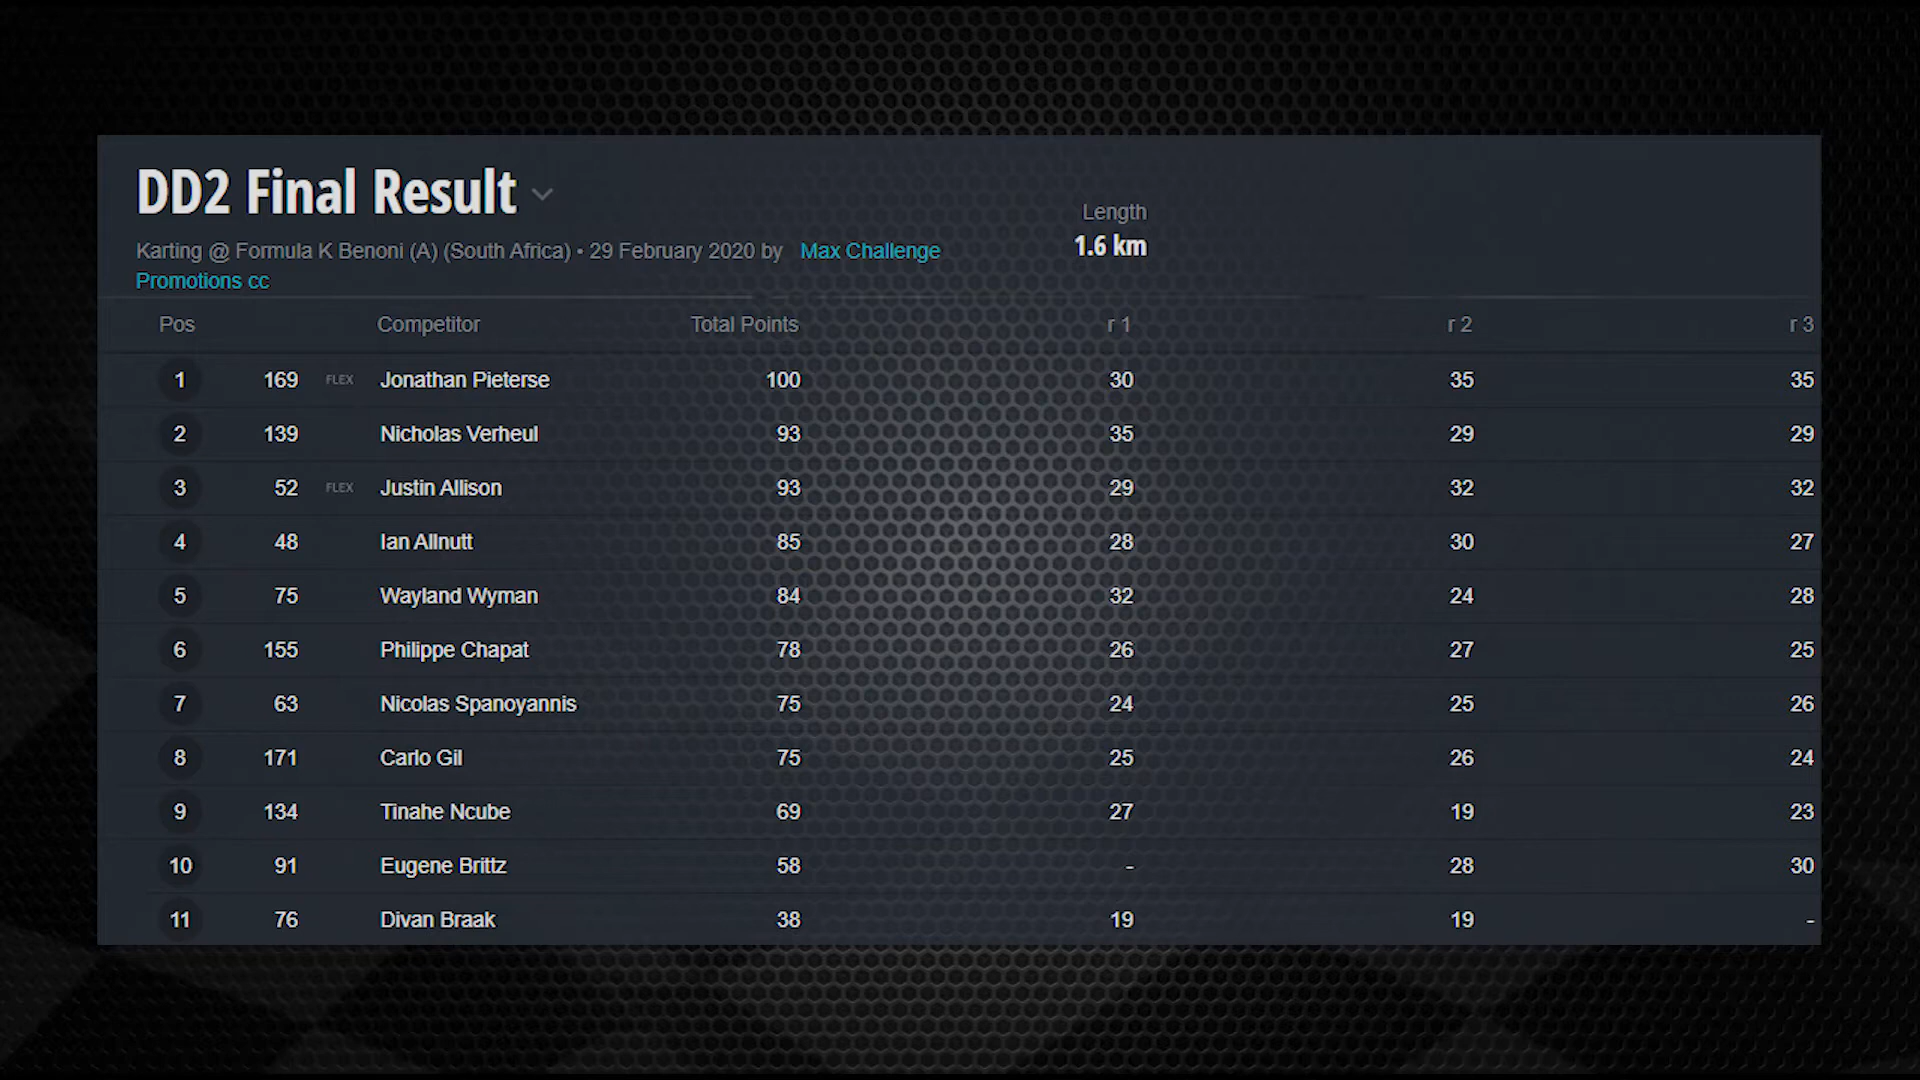 DD2 Final Result
Length
Karting @ Formula K Benoni (A) (South Africa) • 29 February 2020 by Max Challenge
1.6 km
Promotions cc
Pos Competitor Total Points r 1 r 2 r 3
1 169 FLEX Jonathan Pieterse 100 30 35 35
2 139 Nicholas Verheul 93 35 29 29
3 52 FLEX Justin Allison 93 29 32 32
4 48 Ian Allnutt 85 28 30 27
5 75 Wayland Wyman 84 32 24 28
6 155 Philippe Chapat 78 26 27 25
7 63 Nicolas Spanoyannis 75 24 25 26
8 171 Carlo Gil 75 25 26 24
9 134 Tinahe Ncube 69 27 19 23
10 91 Eugene Brittz 58 - 28 30
11 76 Divan Braak 38 19 19 -